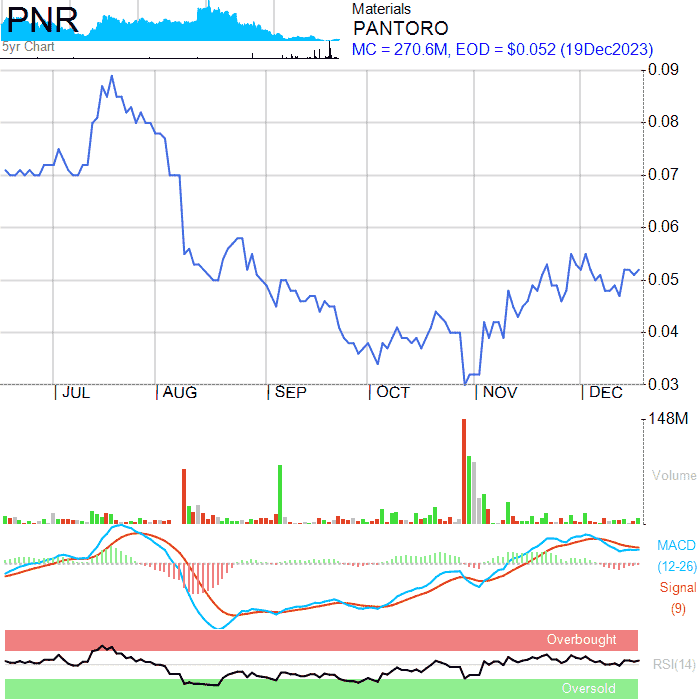 PNR
5yr Chart
Materials
PANTORO
MC = 270.6M, EOD = $0.052 (19Dec2023)
0.09
0.08
0.07
0.06
0.05
0.04
0.03
JUL AUG SEP OCT NOV DEC
148M
Volume
MACD
(12-26)
Signal
(9)
Overbought
RSI(14)
Oversold